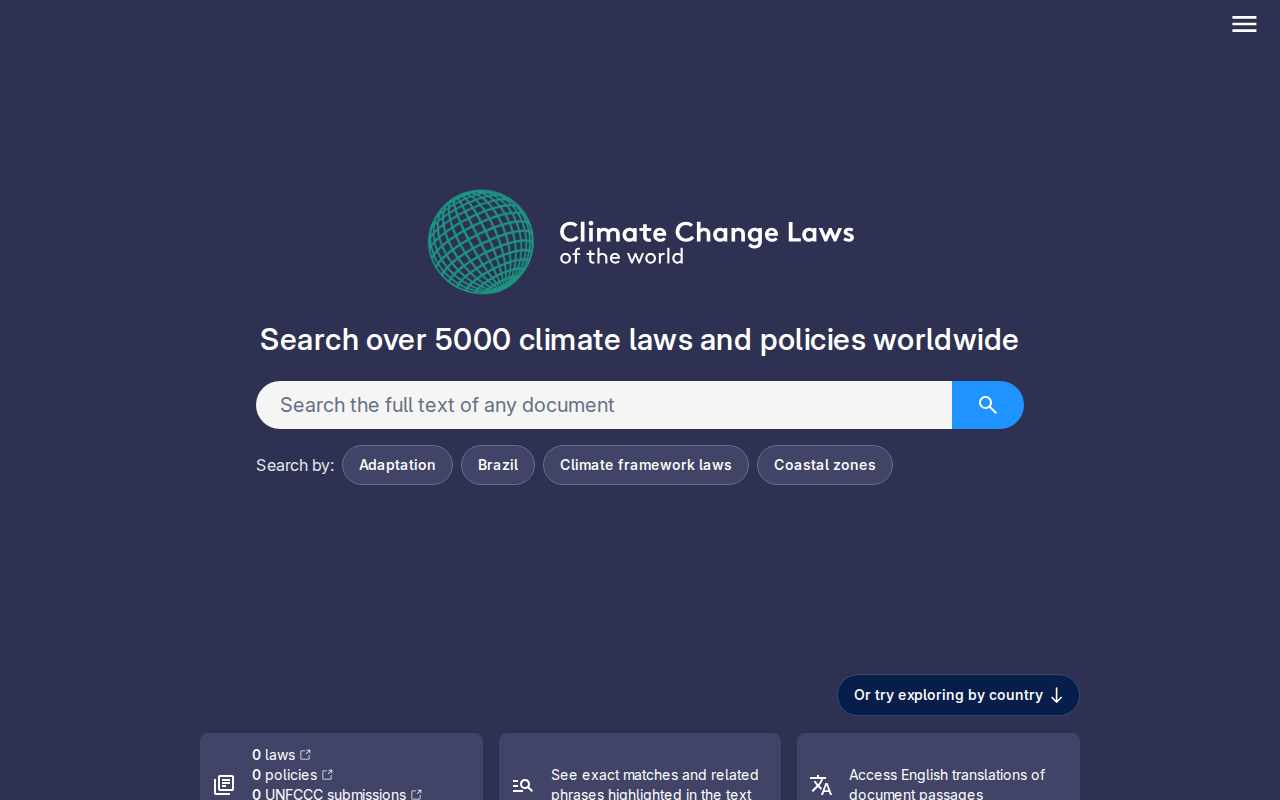 Climate Change Laws
of the world
Search over 5000 climate laws and policies worldwide
Search the full text of any document
Search by: Adaptation Brazil Climate framework laws Coastal zones
Or try exploring by country
0 laws
0 policies
0 UNFCCC submissions
See exact matches and related
phrases highlighted in the text
Access English translations of
document passages